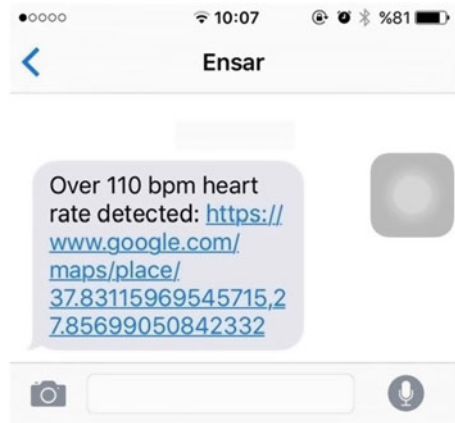 10:07
%81
Ensar
Over 110 bpm heart
rate detected: https://
www.google.com/
maps/place/
37.83115969545715,2
7.85699050842332